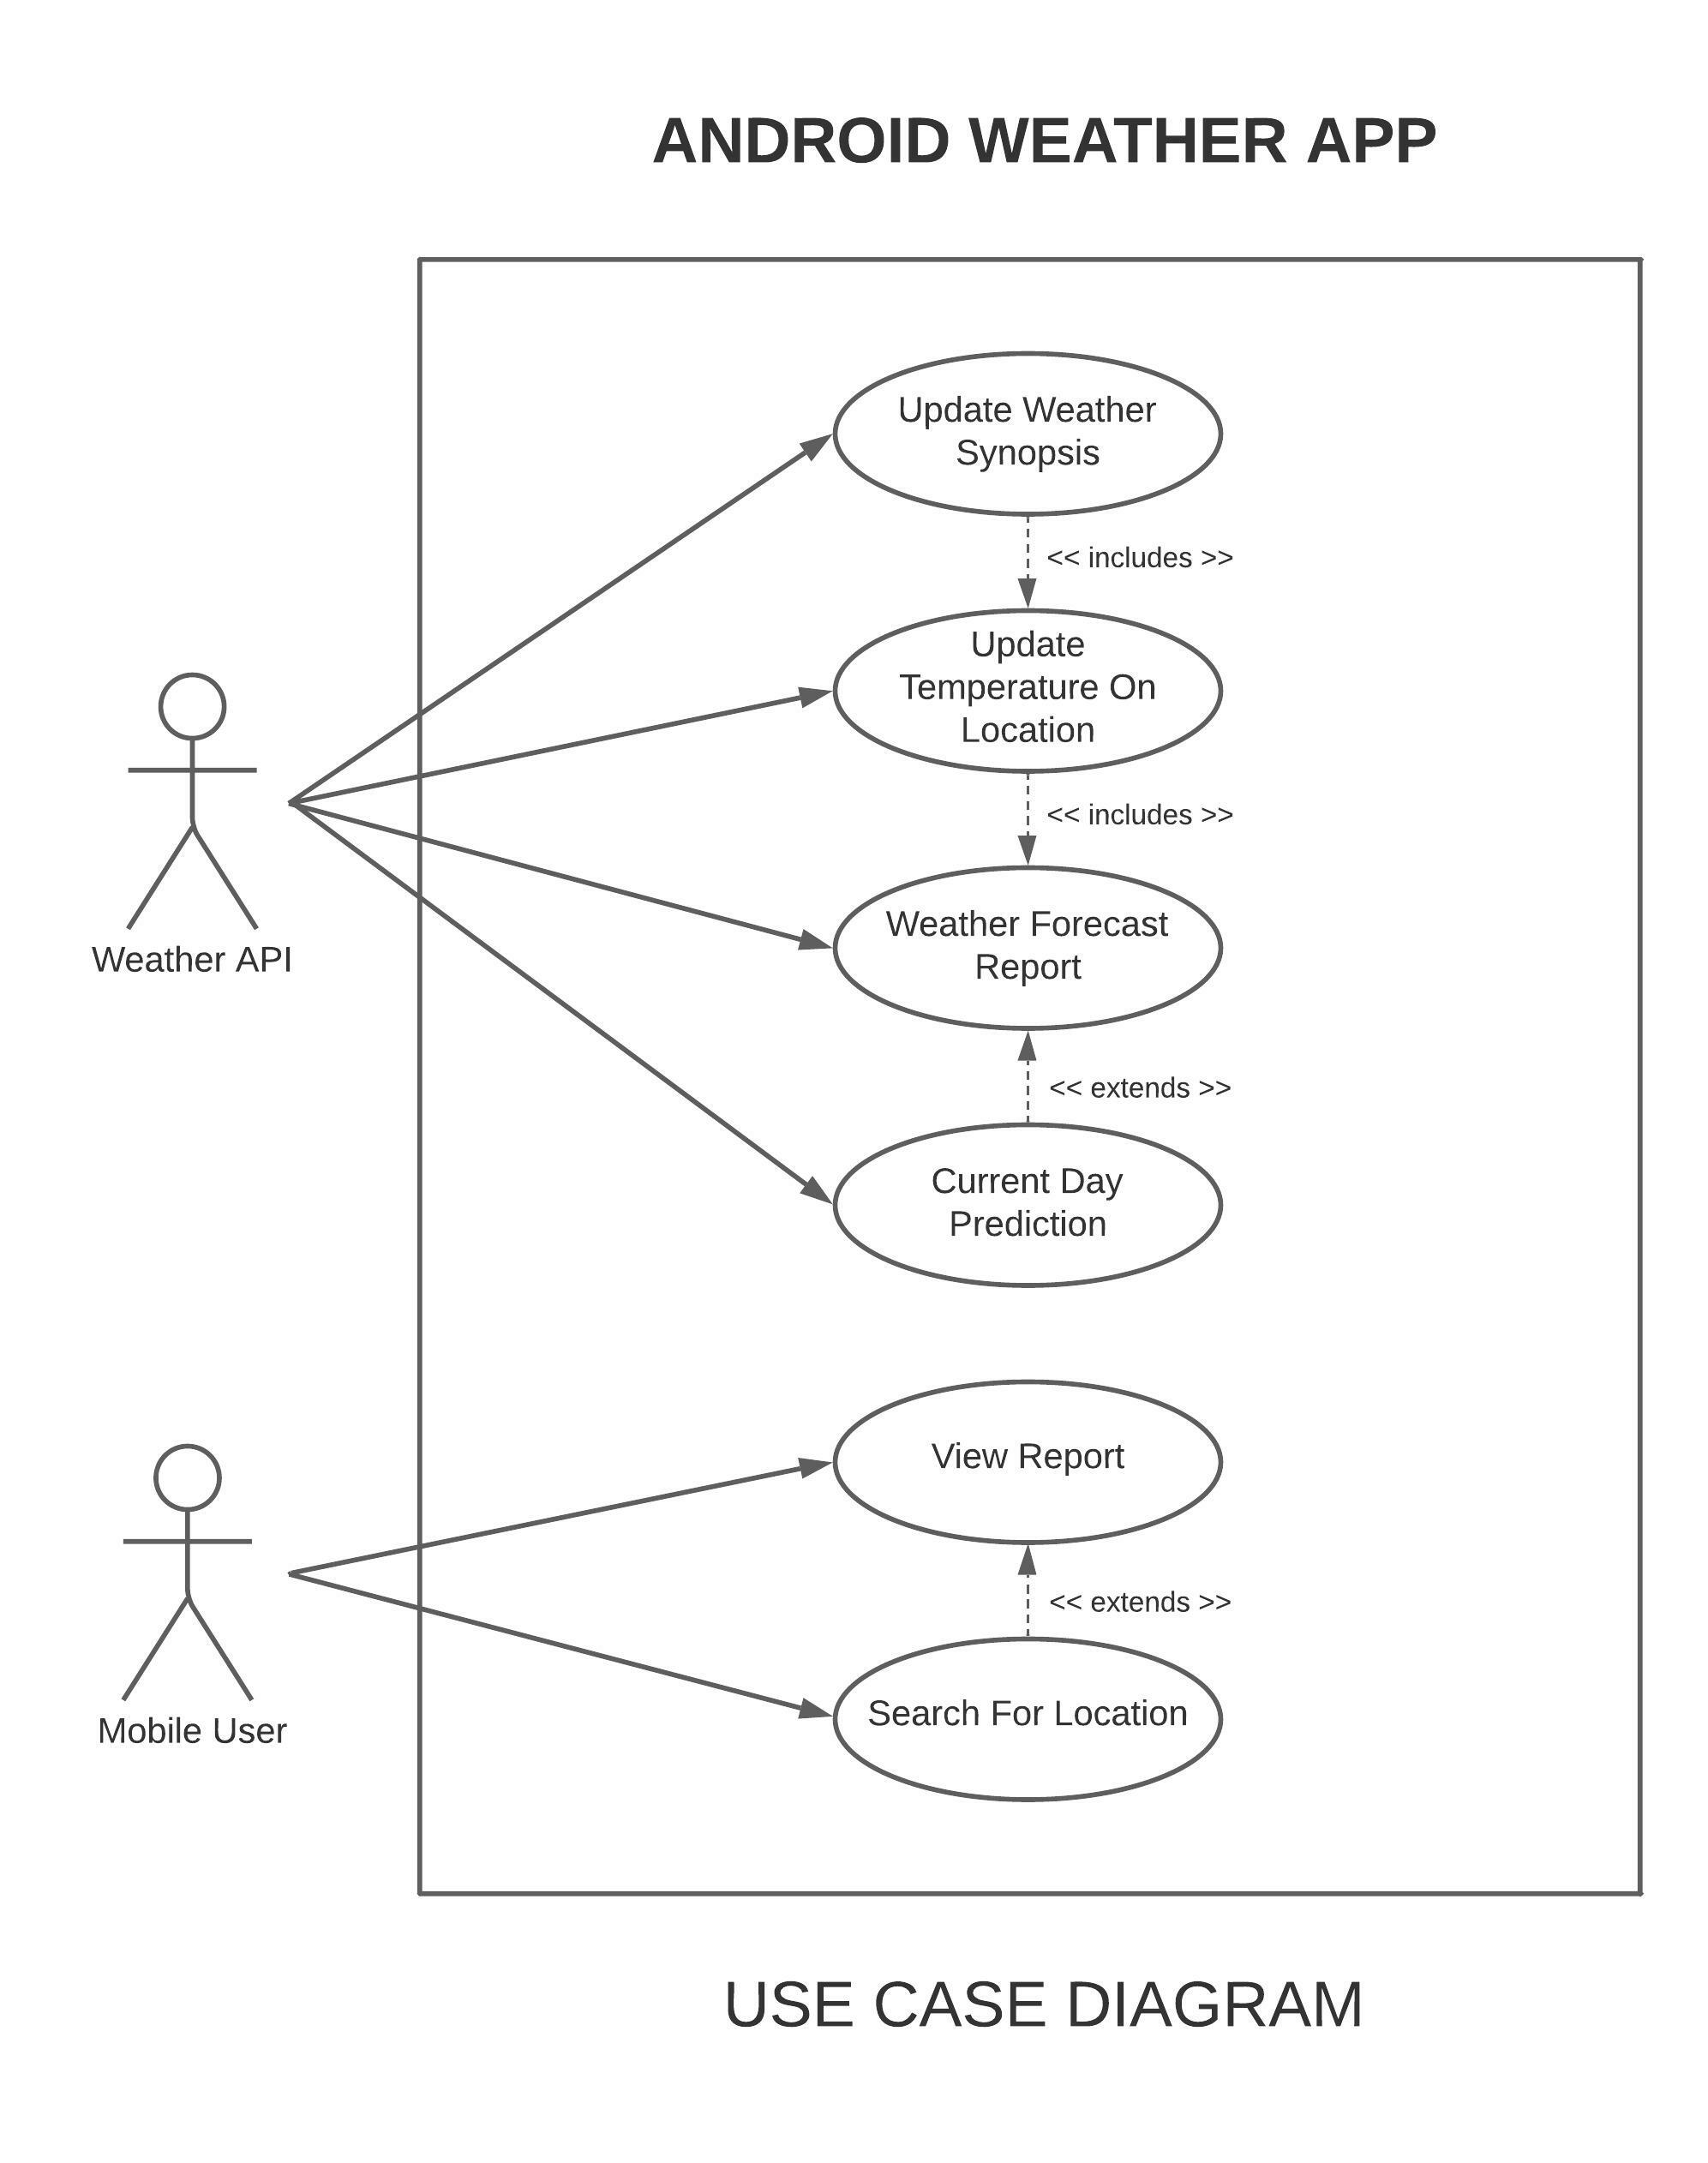 ANDROID WEATHER APP
Update Weather
Synopsis
<< includes >>
Update
Temperature On
Location
<< includes >>
Weather API
Weather Forecast
Report
<< extends >>
Current Day
Prediction
View Report
<< extends >>
Mobile User
Search For Location
USE CASE DIAGRAM